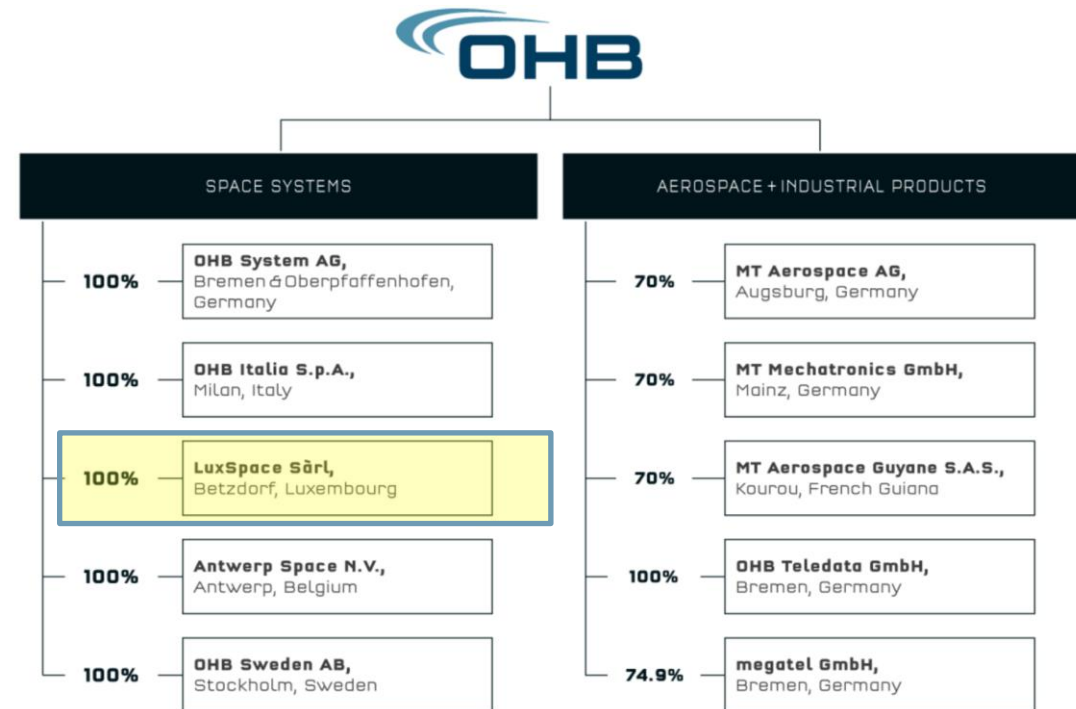 OHB
SPACE SYSTEMS
100%
OHB System AG,
Bremen & Oberpfaffenhofen,
Germany
100%
OHB Italia S.p.A.,
Milan, Italy
100%
LuxSpace Sàrl,
Betzdorf, Luxembourg
100%
Antwerp Space N.V.,
Antwerp, Belgium
100%
OHB Sweden AB,
Stockholm, Sweden
AEROSPACE + INDUSTRIAL PRODUCTS
70%
MT Aerospace AG,
Augsburg, Germany
70%
MT Mechatronics GmbH,
Mainz, Germany
70%
MT Aerospace Guyane S.A.S.,
Kourou, French Guiana
100%
OHB Teledata GmbH,
Bremen, Germany
74.9%
megatel GmbH,
Bremen, Germany